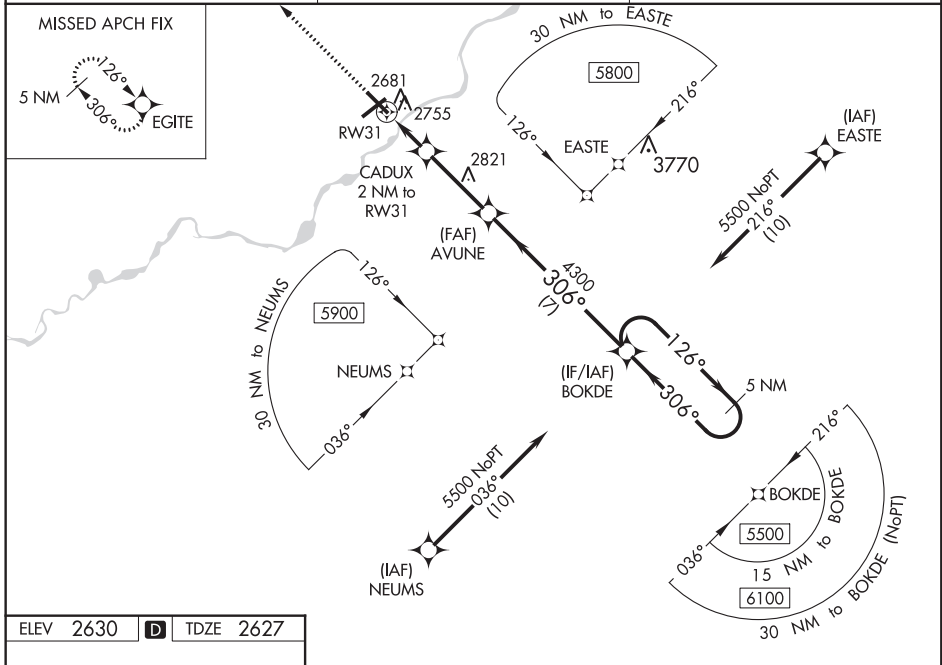 MISSED APCH FIX
126°
5 NM
306°
EGITE
30 NM to EASTE
5800
216°
126°
EASTE
3770
2681
2755
RW31
CADUX
2 NM to
RW31
2821
(FAF)
AVUNE
(IAF)
EASTE
5500 NoPT
216°
(10)
4300
306°
(7)
30 NM to NEUMS
126°
5900
NEUMS
036°
(IF/IAF)
BOKDE
126°
306°
5 NM
5500 NoPT
036°
(10)
(IAF)
NEUMS
216°
BOKDE
036°
5500
15 NM to BOKDE
6100
30 NM to BOKDE (NoPT)
ELEV 2630 D TDZE 2627